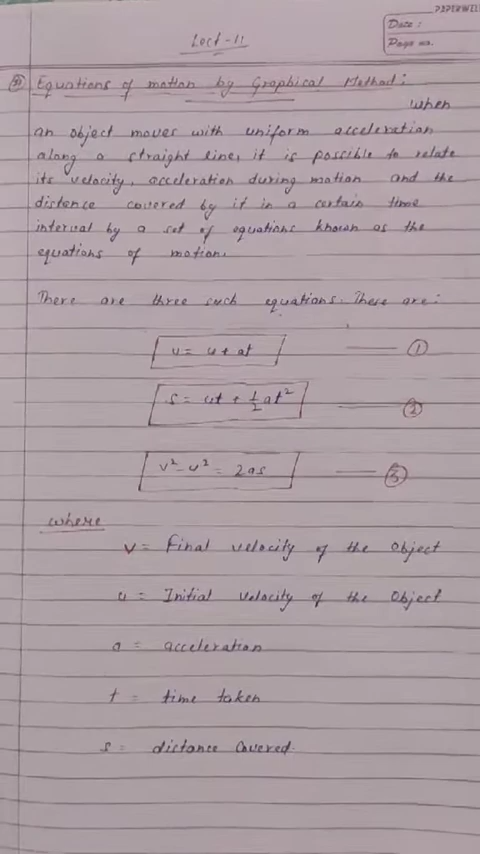 PAPERWELL
Date :
Page no.
Lect-11
Equations of motion by Graphical Method:
when
an object moves with uniform acceleration
along a straight line, it is possible to relate
its velocity, acceleration during motion and the
distance covered by it in a certain time
interval by a set of equations known as the
equations of motion.
There are three such equations. These are:
v = u + at ①
s = ut + ½at² ②
v² - u² = 2as ③
where
v = Final velocity of the Object
u = Initial velocity of the Object
a = acceleration
t = time taken
s = distance Covered.